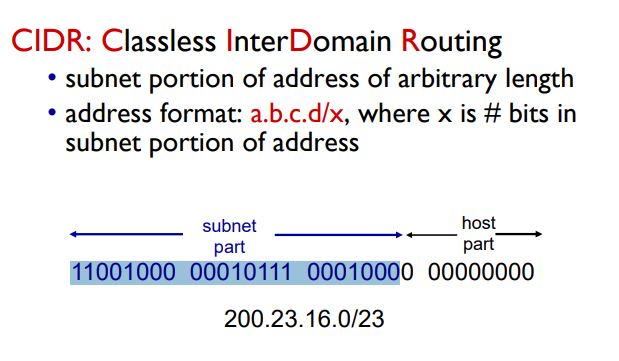 CIDR: Classless InterDomain Routing
• subnet portion of address of arbitrary length
• address format: a.b.c.d/x, where x is # bits in
subnet portion of address
subnet
part
host
part
11001000 00010111 00010000 00000000
200.23.16.0/23